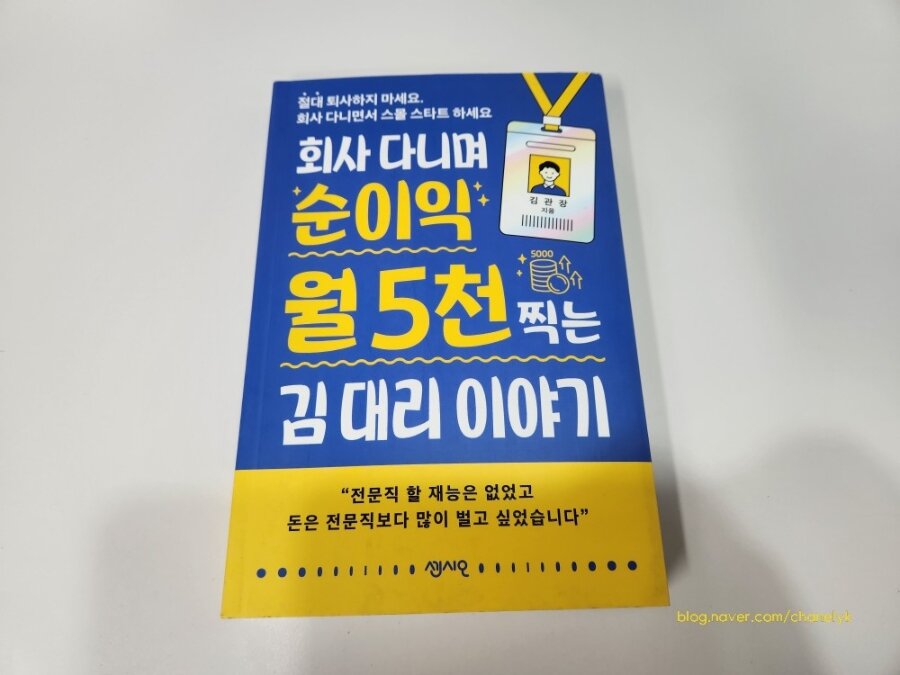 절대 퇴사하지 마세요.
회사 다니면서 스몰 스타트 하세요
회사 다니며
순이익
월 5천 찍는
김 대리 이야기
김 관 장
지음
5000
“전문직 할 재능은 없었고
돈은 전문직보다 많이 벌고 싶었습니다”
쌤시오
blog.naver.com/chanelyk